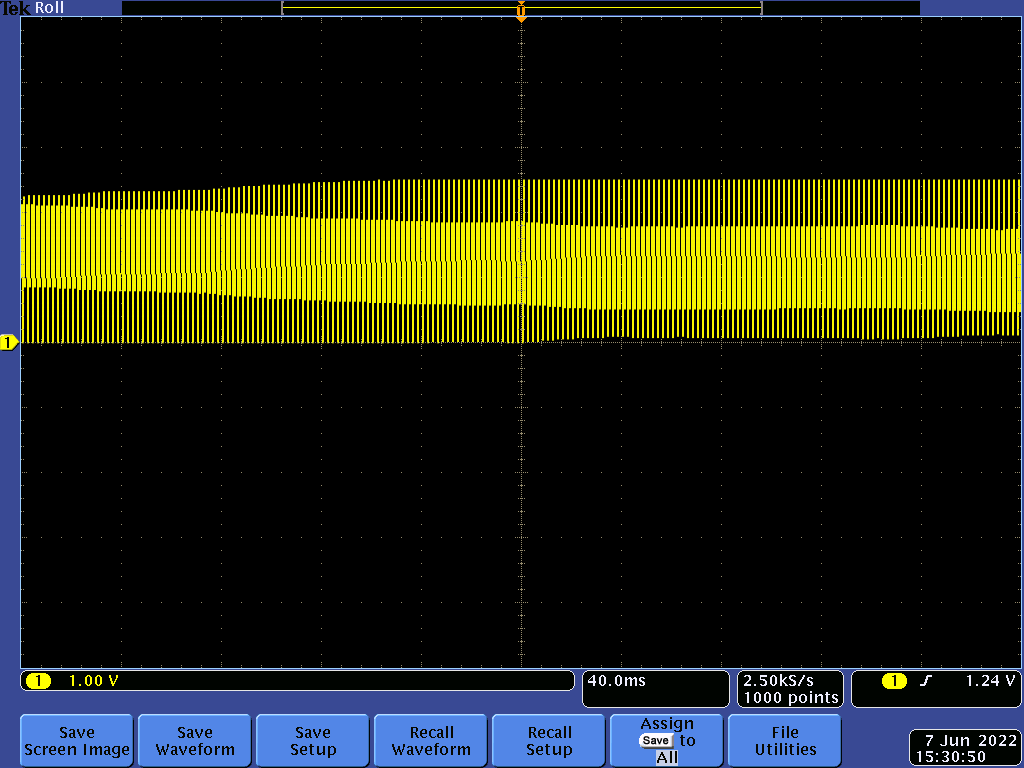 Tek Roll
T
1
1 1.00 V
40.0ms
2.50kS/s
1000 points
1 1.24 V
Save
Screen Image
Save
Waveform
Save
Setup
Recall
Waveform
Recall
Setup
Assign
Save to
All
File
Utilities
7 Jun 2022
15:30:50